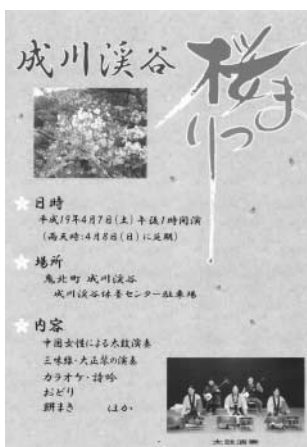 成川渓谷
桜まつり
日時
平成19年4月7日(土)午後1時開演
(雨天時:4月8日(日)に延期)
場所
鬼北町 成川渓谷
成川渓谷休養センター駐車場
内容
中国女性による太鼓演奏
三味線・大正琴の演奏
カラオケ・詩吟
おどり
餅まき ほか
太鼓演奏